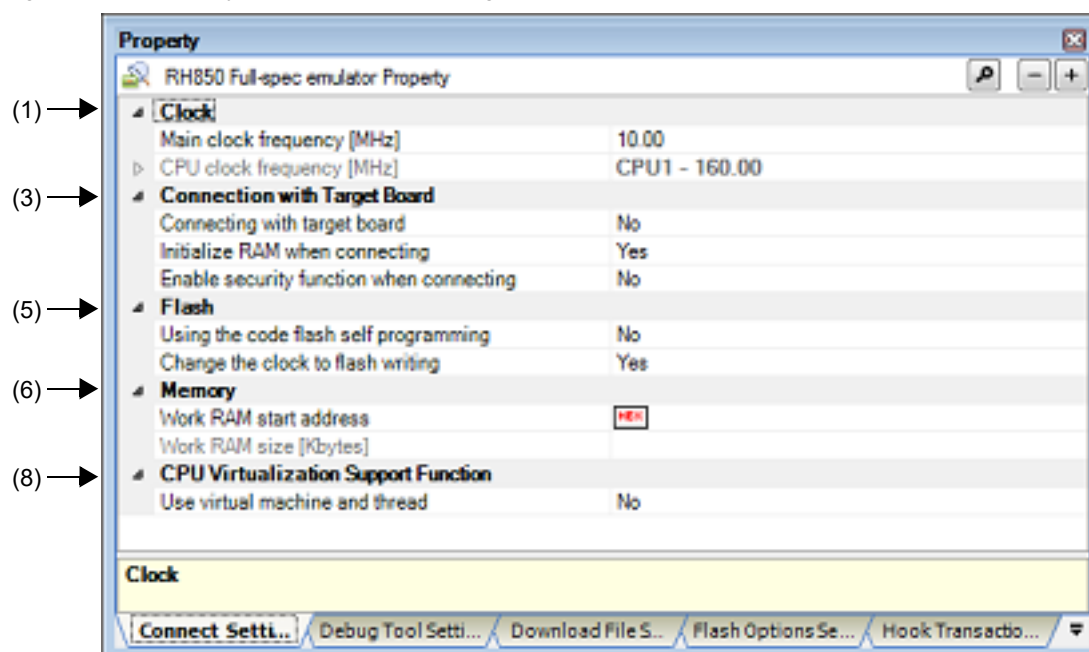 Property
RH850 Full-spec emulator Property
(1) Clock
Main clock frequency [MHz] 10.00
CPU clock frequency [MHz] CPU1 - 160.00
(3) Connection with Target Board
Connecting with target board No
Initialize RAM when connecting Yes
Enable security function when connecting No
(5) Flash
Using the code flash self programming No
Change the clock to flash writing Yes
(6) Memory
Work RAM start address HEX
Work RAM size [Kbytes]
(8) CPU Virtualization Support Function
Use virtual machine and thread No
Clock
Connect Setti... Debug Tool Setti... Download File S... Flash Options Se... Hook Transactio...